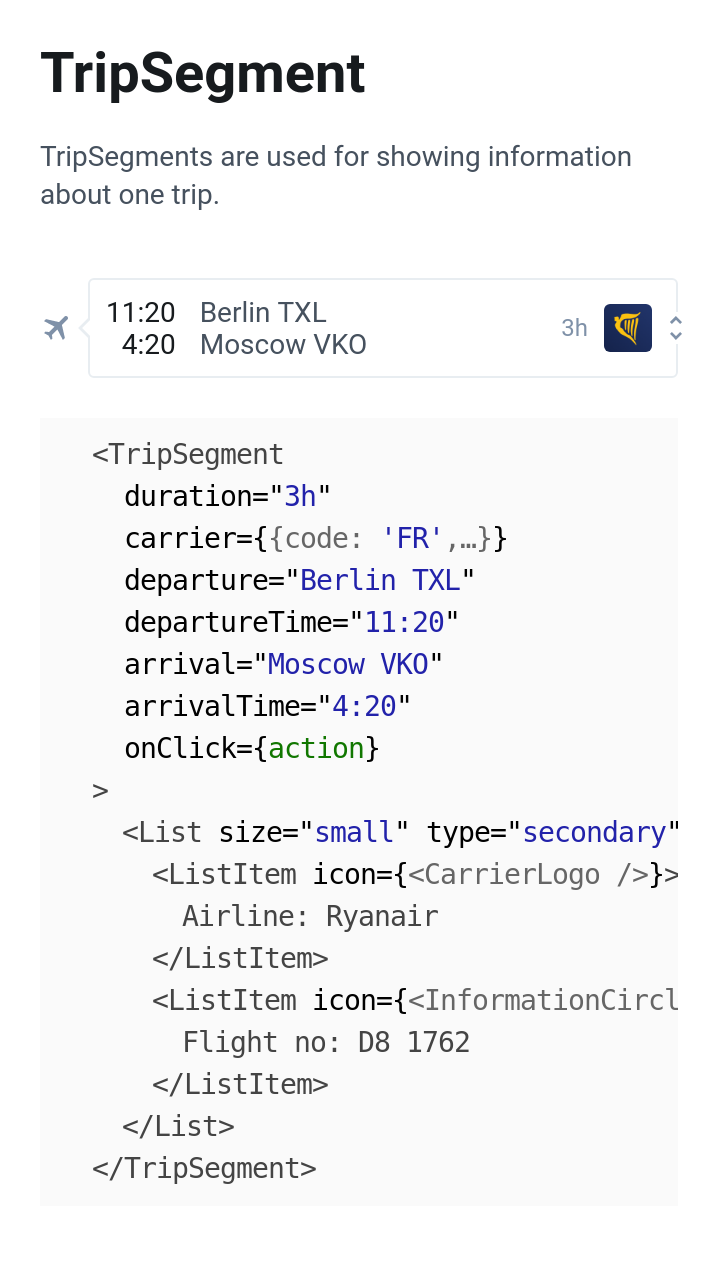 TripSegment
TripSegments are used for showing information
about one trip.
11:20 Berlin TXL
4:20 Moscow VKO
3h
<TripSegment
duration="3h"
carrier={{code: 'FR',…}}
departure="Berlin TXL"
departureTime="11:20"
arrival="Moscow VKO"
arrivalTime="4:20"
onClick={action}
>
<List size="small" type="secondary"
<ListItem icon={<CarrierLogo />}>
Airline: Ryanair
</ListItem>
<ListItem icon={<InformationCircl
Flight no: D8 1762
</ListItem>
</List>
</TripSegment>